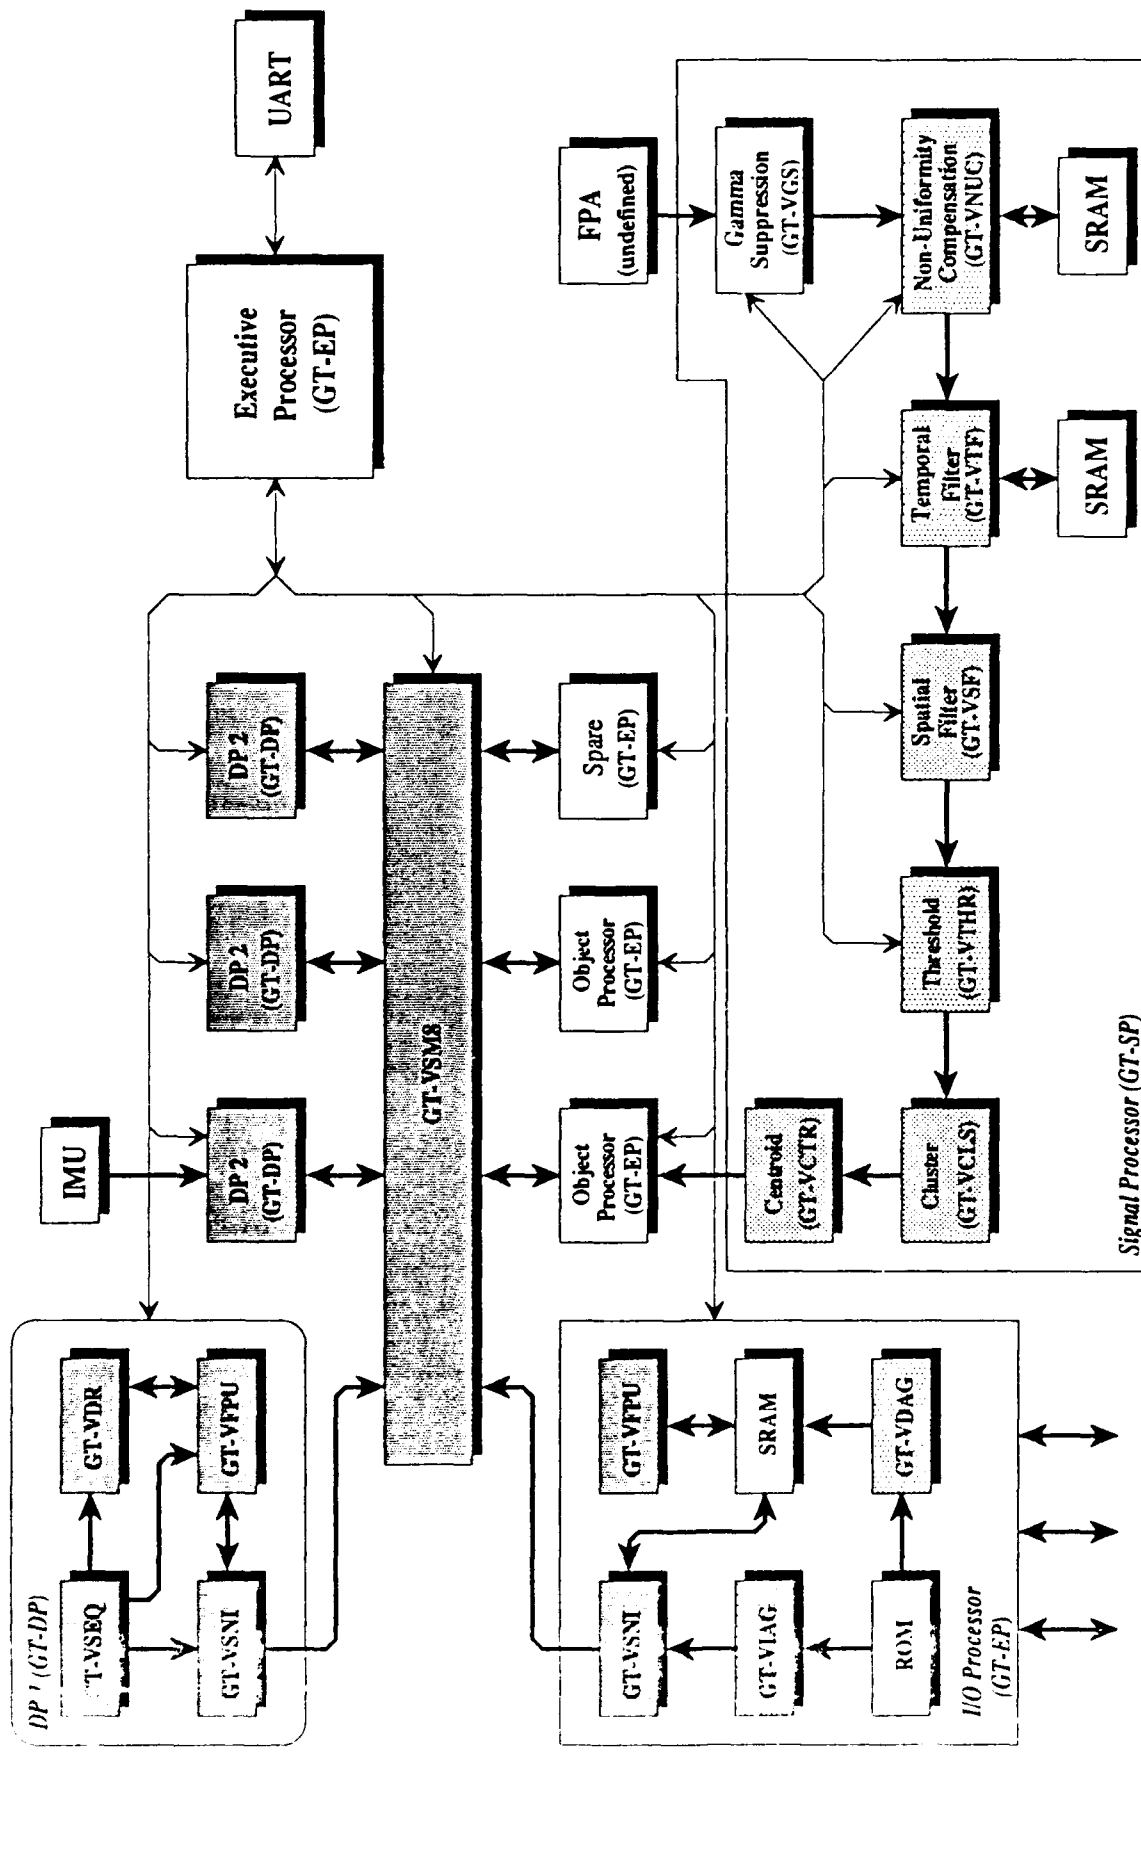 DP 1 (GT-DP)
T-VSEQ
GT-VDR
GT-VSNI
GT-VFPU
IMU
DP 2
(GT-DP)
DP 2
(GT-DP)
DP 2
(GT-DP)
Executive
Processor
(GT-EP)
UART
GT-VSM8
Object
Processor
(GT-EP)
Object
Processor
(GT-EP)
Spare
(GT-EP)
FPA
(undefined)
GT-VSNI
GT-VFPU
GT-VIAG
SRAM
ROM
GT-VDAG
I/O Processor
(GT-EP)
Gamma
Suppression
(GT-VGS)
Non-Uniformity
Compensation
(GT-VNUC)
SRAM
Temporal
Filter
(GT-VTF)
SRAM
Spatial
Filter
(GT-VSF)
Threshold
(GT-VTHR)
Cluster
(GT-VCLS)
Centroid
(GT-VCTR)
Signal Processor (GT-SP)